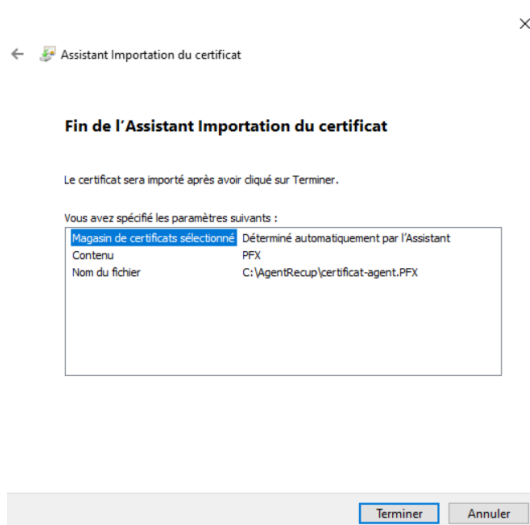 Assistant Importation du certificat
Fin de l'Assistant Importation du certificat
Le certificat sera importé après avoir cliqué sur Terminer.
Vous avez spécifié les paramètres suivants :
Magasin de certificats sélectionné Déterminé automatiquement par l'Assistant
Contenu PFX
Nom du fichier C:\AgentRecup\certificat-agent.PFX
Terminer Annuler